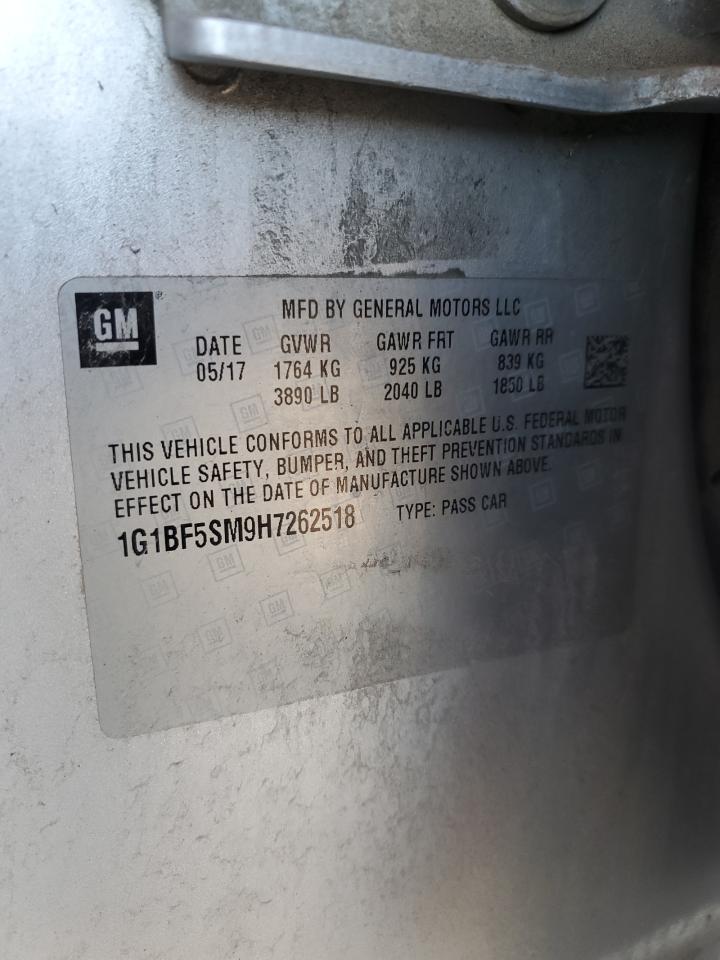 GM
MFD BY GENERAL MOTORS LLC
DATE GVWR GAWR FRT GAWR RR
05/17 1764 KG 925 KG 839 KG
3890 LB 2040 LB 1850 LB
THIS VEHICLE CONFORMS TO ALL APPLICABLE U.S. FEDERAL MOTOR
VEHICLE SAFETY, BUMPER, AND THEFT PREVENTION STANDARDS IN
EFFECT ON THE DATE OF MANUFACTURE SHOWN ABOVE.
1G1BF5SM9H7262518 TYPE: PASS CAR